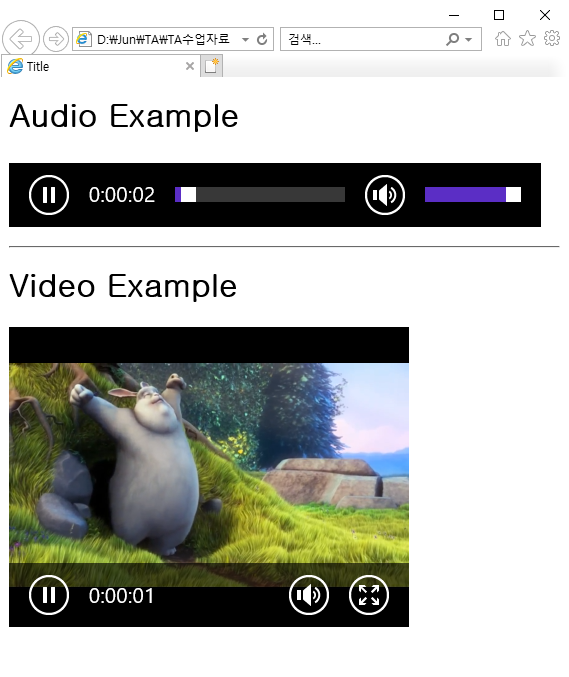 D:₩Jun₩TA₩TA수업자료
검색...
Title
Audio Example
0:00:02
Video Example
0:00:01